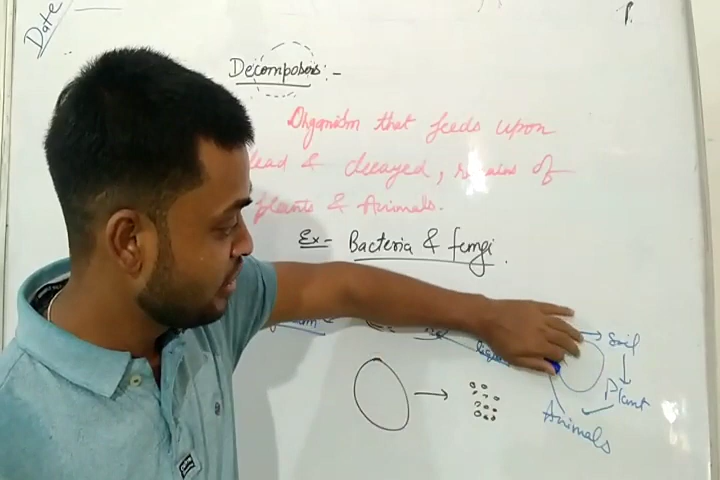 Date
P.
Decomposers:-
Organism that feeds upon
dead & decayed, remains of
plants & Animals.
Ex- Bacteria & fungi.
Soil
Plant
Animals